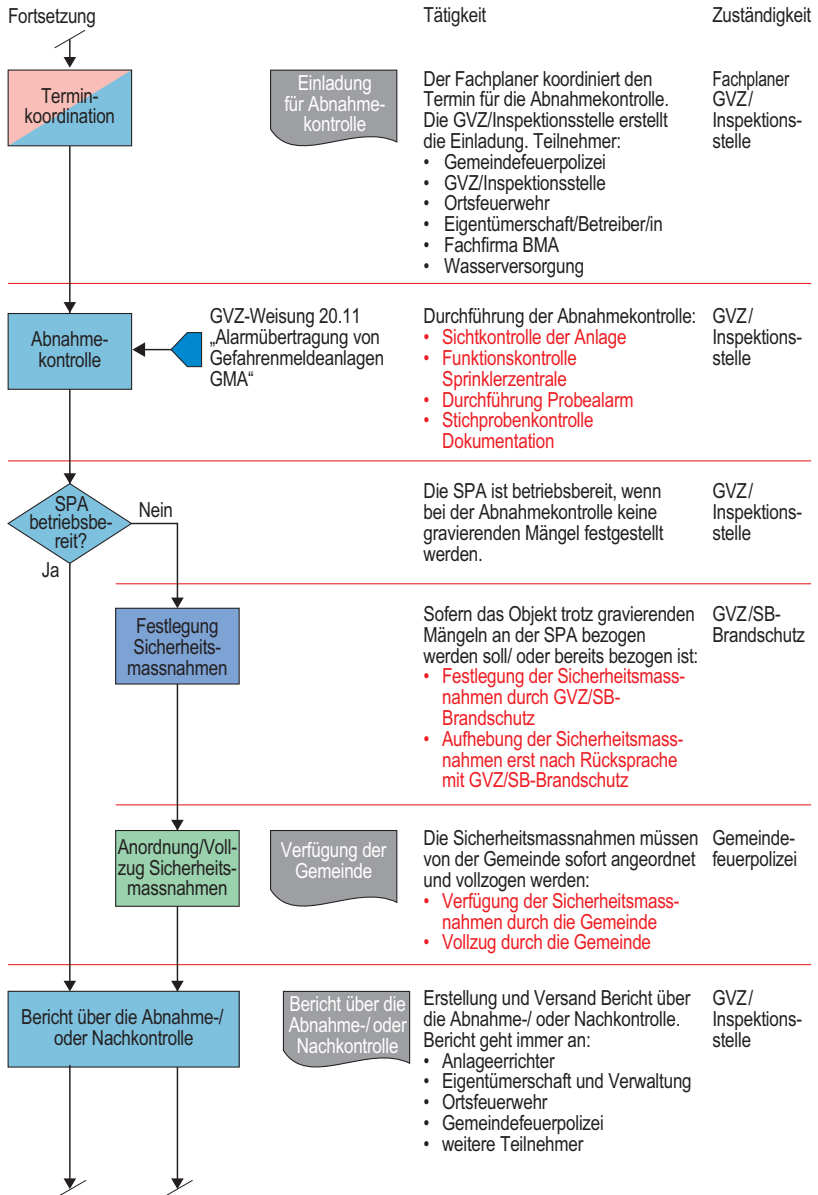 Fortsetzung
Tätigkeit
Zuständigkeit
Termin-
koordination
Einladung
für Abnahme-
kontrolle
Der Fachplaner koordiniert den
Termin für die Abnahmekontrolle.
Die GVZ/Inspektionsstelle erstellt
die Einladung. Teilnehmer:
• Gemeindefeuerpolizei
• GVZ/Inspektionsstelle
• Ortsfeuerwehr
• Eigentümerschaft/Betreiber/in
• Fachfirma BMA
• Wasserversorgung
Fachplaner
GVZ/
Inspektions-
stelle
Abnahme-
kontrolle
GVZ-Weisung 20.11
„Alarmübertragung von
Gefahrenmeldeanlagen
GMA“
Durchführung der Abnahmekontrolle:
• Sichtkontrolle der Anlage
• Funktionskontrolle
Sprinklerzentrale
• Durchführung Probealarm
• Stichprobenkontrolle
Dokumentation
GVZ/
Inspektions-
stelle
SPA
betriebsbe-
reit?
Nein
Ja
Die SPA ist betriebsbereit, wenn
bei der Abnahmekontrolle keine
gravierenden Mängel festgestellt
werden.
GVZ/
Inspektions-
stelle
Festlegung
Sicherheits-
massnahmen
Sofern das Objekt trotz gravierenden
Mängeln an der SPA bezogen
werden soll/ oder bereits bezogen ist:
• Festlegung der Sicherheitsmass-
nahmen durch GVZ/SB-
Brandschutz
• Aufhebung der Sicherheitsmass-
nahmen erst nach Rücksprache
mit GVZ/SB-Brandschutz
GVZ/SB-
Brandschutz
Anordnung/Voll-
zug Sicherheits-
massnahmen
Verfügung der
Gemeinde
Die Sicherheitsmassnahmen müssen
von der Gemeinde sofort angeordnet
und vollzogen werden:
• Verfügung der Sicherheitsmass-
nahmen durch die Gemeinde
• Vollzug durch die Gemeinde
Gemeinde-
feuerpolizei
Bericht über die Abnahme-/
oder Nachkontrolle
Bericht über die
Abnahme-/ oder
Nachkontrolle
Erstellung und Versand Bericht über
die Abnahme-/ oder Nachkontrolle.
Bericht geht immer an:
• Anlageerrichter
• Eigentümerschaft und Verwaltung
• Ortsfeuerwehr
• Gemeindefeuerpolizei
• weitere Teilnehmer
GVZ/
Inspektions-
stelle